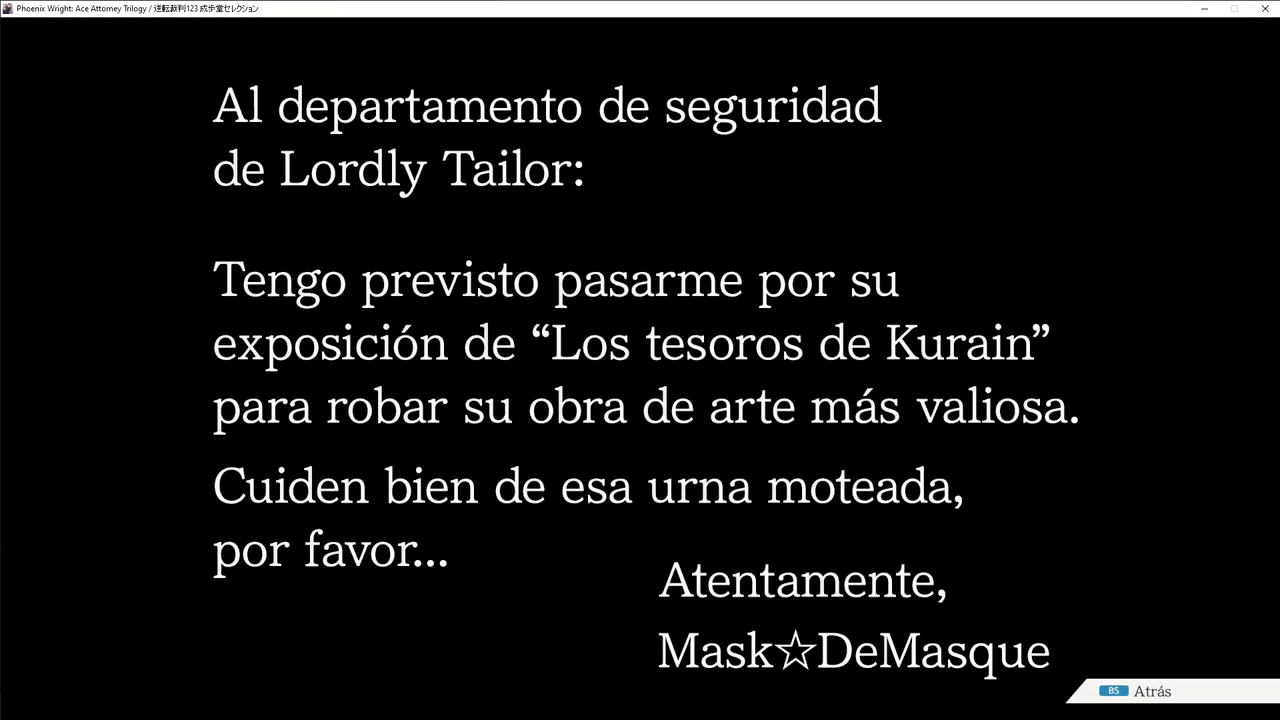 Phoenix Wright: Ace Attorney Trilogy / 逆転裁判123 成歩堂セレクション
Al departamento de seguridad
de Lordly Tailor:
Tengo previsto pasarme por su
exposición de “Los tesoros de Kurain”
para robar su obra de arte más valiosa.
Cuiden bien de esa urna moteada,
por favor...
Atentamente,
Mask☆DeMasque
BS Atrás